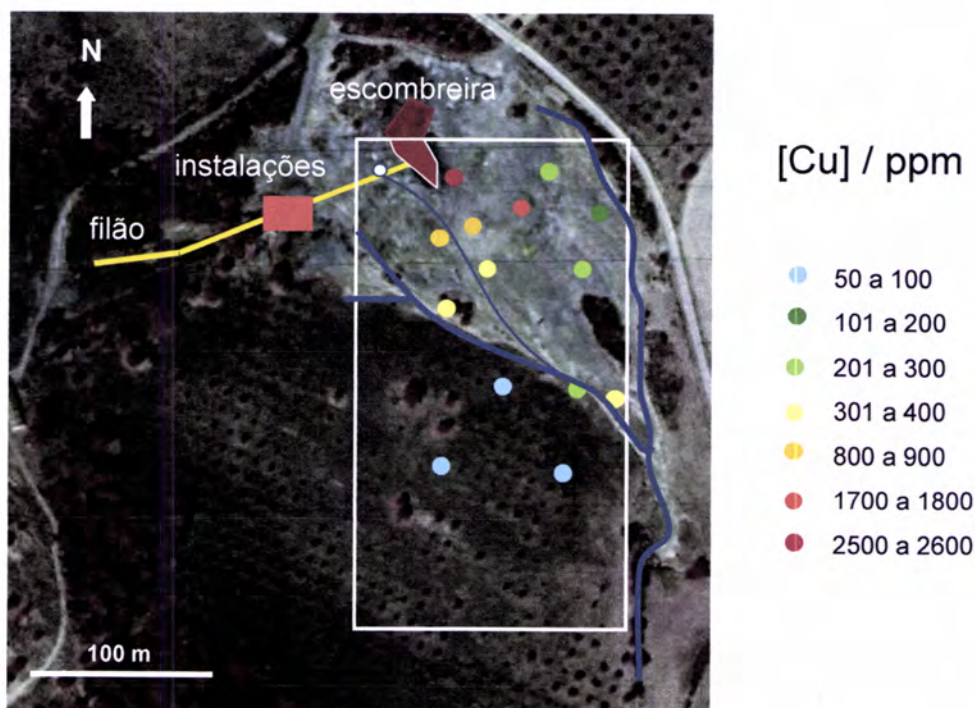 N
escombreira
instalações
filão
100 m
[Cu] / ppm
50 a 100
101 a 200
201 a 300
301 a 400
800 a 900
1700 a 1800
2500 a 2600